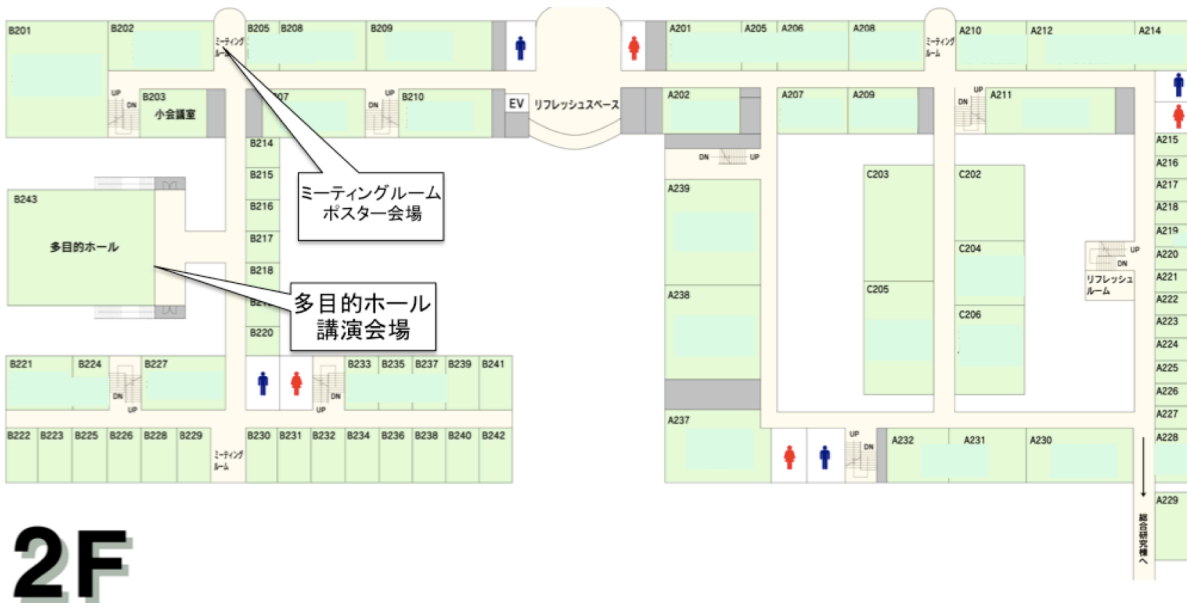 B201
B202
ミーティング
ルーム
B205
B208
B209
A201
A205
A206
A208
ミーティング
ルーム
A210
A212
A214
UP
DN
B203
小会議室
DN
UP
B210
EV
リフレッシュスペース
A202
A207
A209
UP
DN
A211
B214
B215
B216
B217
B218
B220
ミーティングルーム
ポスター会場
B243
多目的ホール
多目的ホール
講演会場
DN
UP
A239
A238
A237
C203
C205
C202
C204
C206
UP
DN
リフレッシュ
ルーム
A215
A216
A217
A218
A219
A220
A221
A222
A223
A224
A225
A226
A227
A228
A229
B221
B224
DN
UP
B227
DN
UP
B233
B235
B237
B239
B241
B222
B223
B225
B226
B228
B229
ミーティング
ルーム
B230
B231
B232
B234
B236
B238
B240
B242
UP
DN
A232
A231
A230
総合研究棟へ
2F